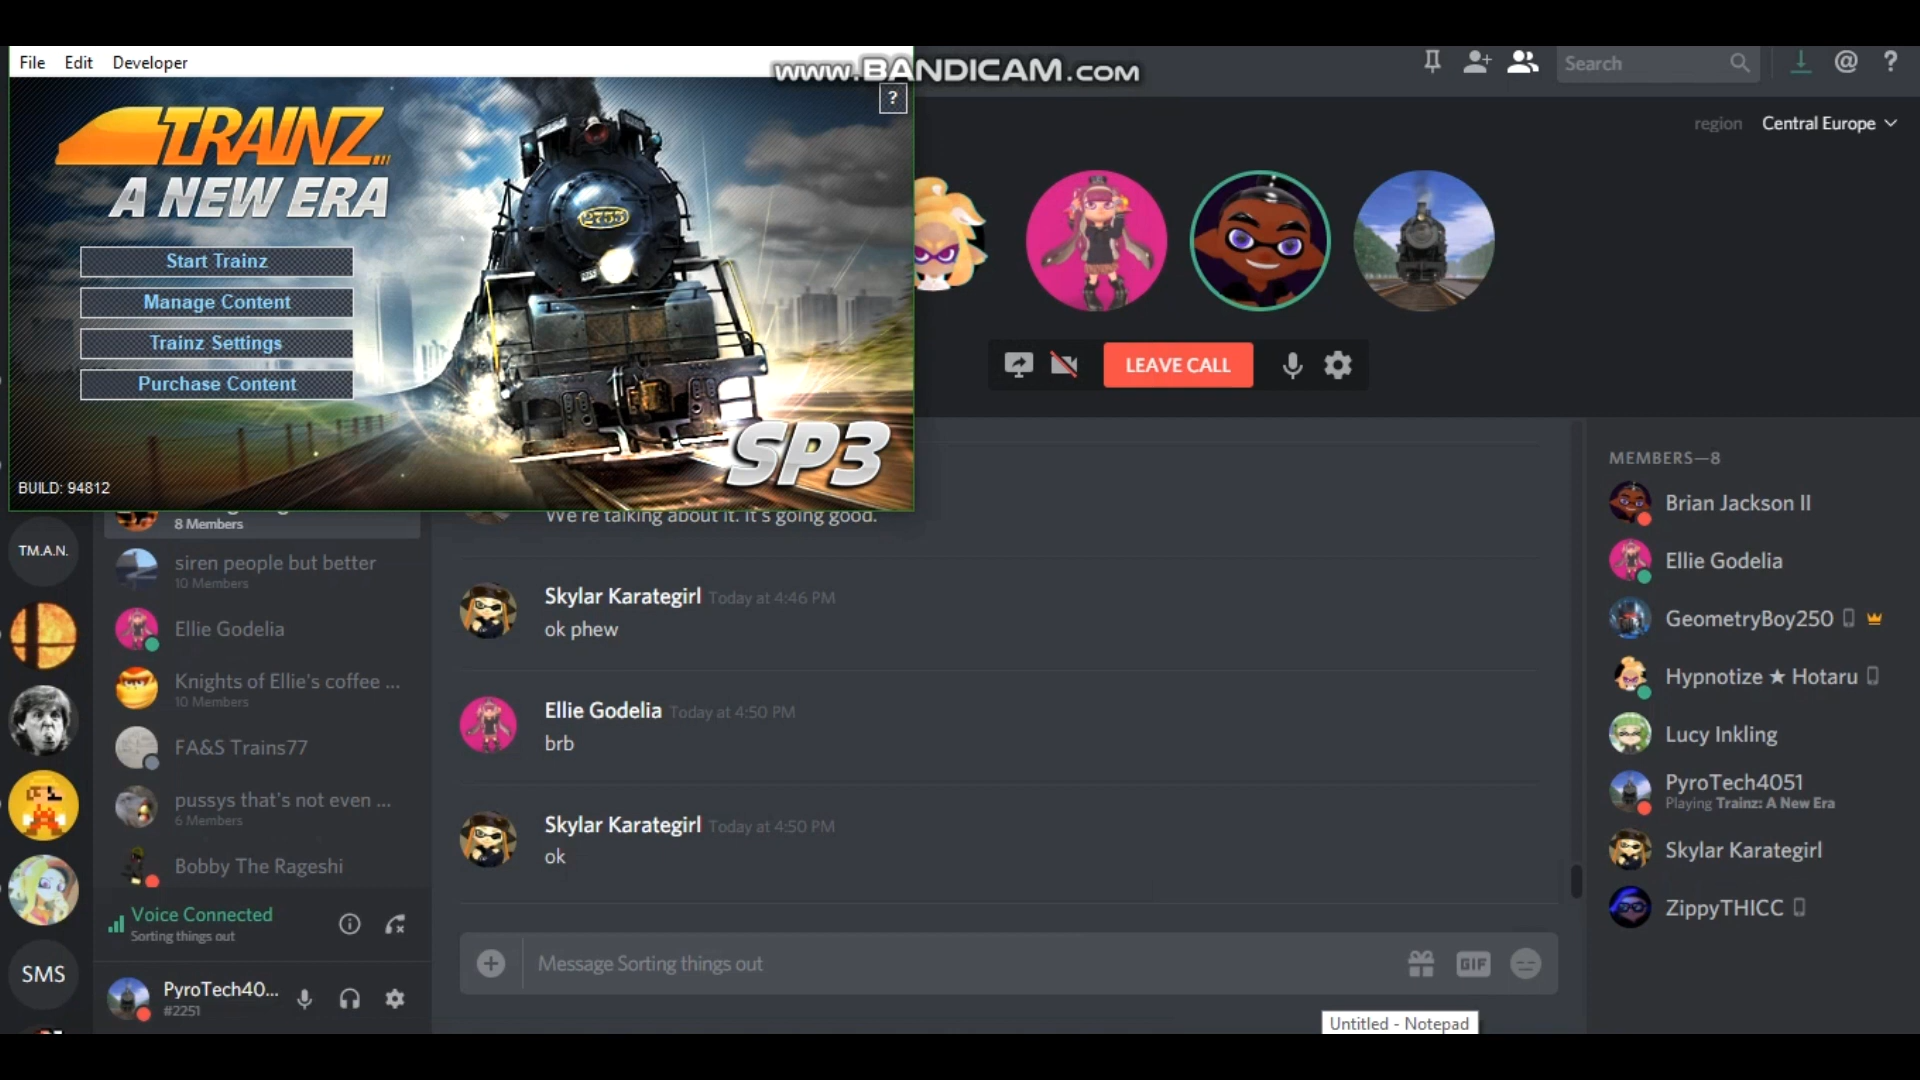 File Edit Developer
www.BANDICAM.com
Search
@ ?
?
TRAINZ
A NEW ERA
2755
Start Trainz
Manage Content
Trainz Settings
Purchase Content
SP3
BUILD: 94812
region Central Europe
LEAVE CALL
8 Members
TM.A.N.
siren people but better
10 Members
Ellie Godelia
Knights of Ellie's coffee ...
10 Members
FA&S Trains77
pussys that's not even ...
6 Members
Bobby The Rageshi
Voice Connected
Sorting things out
SMS
PyroTech40...
#2251
We're talking about it. It's going good.
Skylar Karategirl Today at 4:46 PM
ok phew
Ellie Godelia Today at 4:50 PM
brb
Skylar Karategirl Today at 4:50 PM
ok
Message Sorting things out
GIF
Untitled - Notepad
MEMBERS—8
Brian Jackson II
Ellie Godelia
GeometryBoy250
Hypnotize ★ Hotaru
Lucy Inkling
PyroTech4051
Playing Trainz: A New Era
Skylar Karategirl
ZippyTHICC